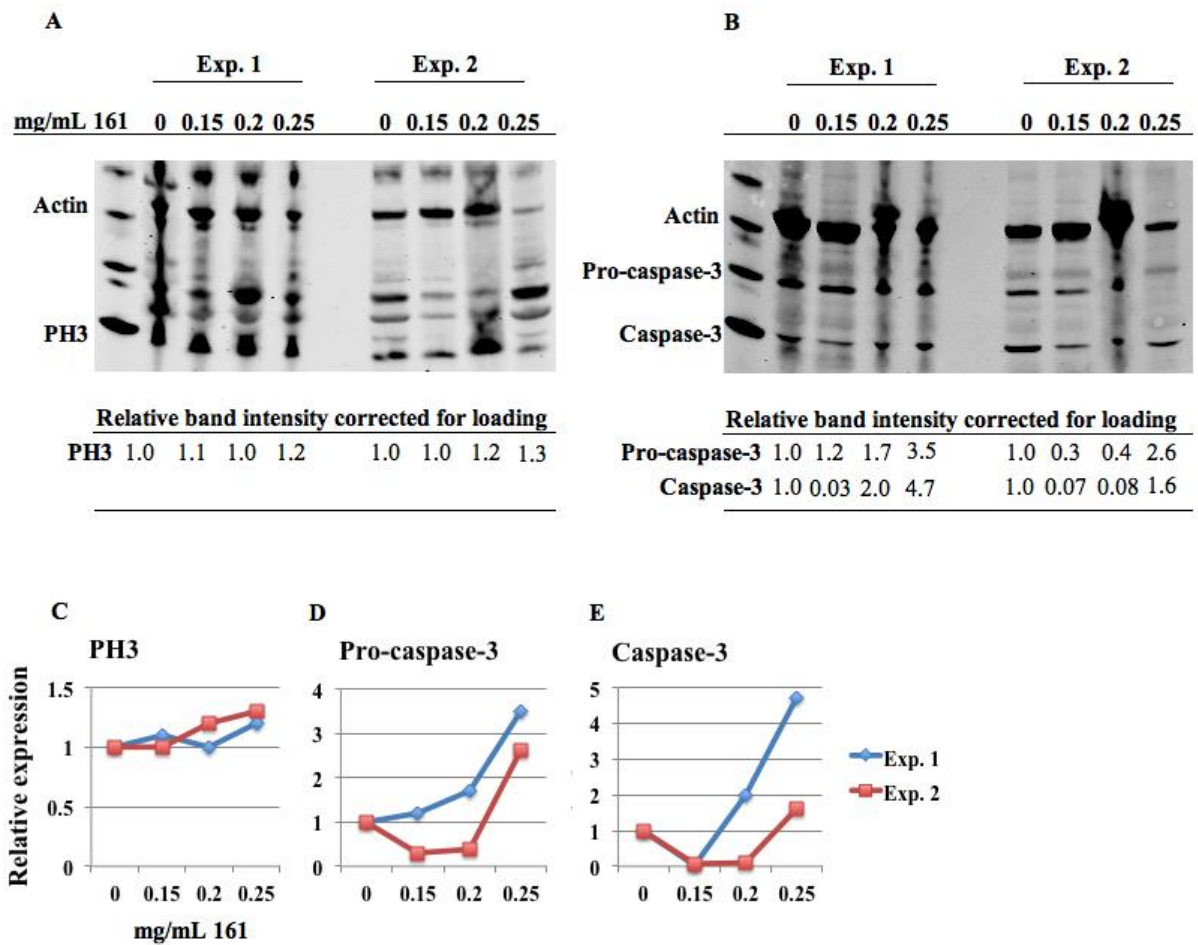 A
B
Exp. 1 Exp. 2
Exp. 1 Exp. 2
mg/mL 161 0 0.15 0.2 0.25 0 0.15 0.2 0.25
0 0.15 0.2 0.25 0 0.15 0.2 0.25
Actin
PH3
Actin
Pro-caspase-3
Caspase-3
Relative band intensity corrected for loading
PH3 1.0 1.1 1.0 1.2 1.0 1.0 1.2 1.3
Relative band intensity corrected for loading
Pro-caspase-3 1.0 1.2 1.7 3.5 1.0 0.3 0.4 2.6
Caspase-3 1.0 0.03 2.0 4.7 1.0 0.07 0.08 1.6
C
PH3
Relative expression
1.5
1
0.5
0
0 0.15 0.2 0.25
mg/mL 161
D
Pro-caspase-3
4
3
2
1
0
0 0.15 0.2 0.25
E
Caspase-3
5
4
3
2
1
0
0 0.15 0.2 0.25
Exp. 1
Exp. 2